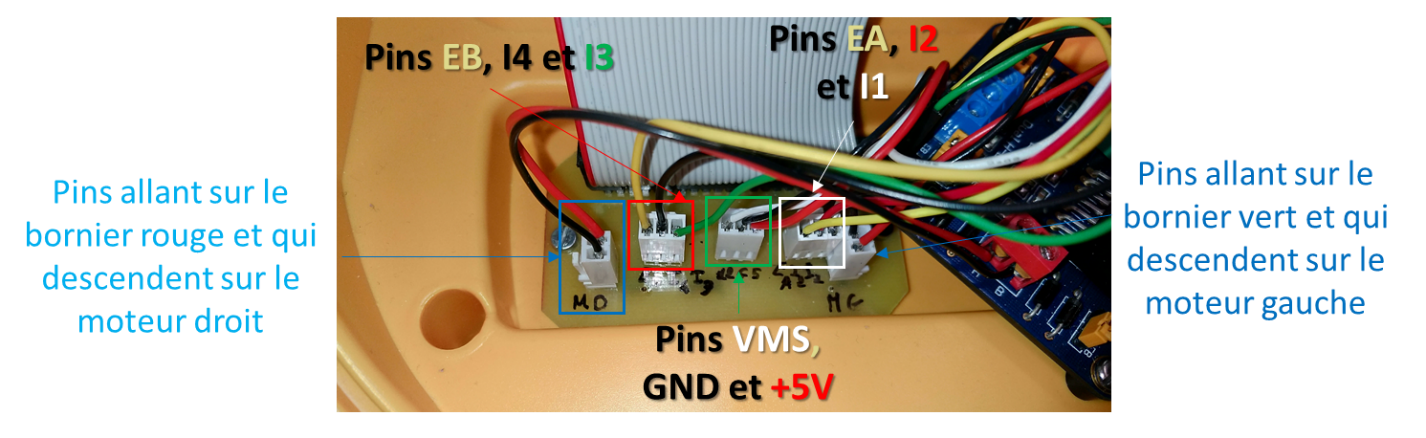 Pins EB, I4 et I3
Pins EA, I2
et I1
Pins allant sur le
bornier rouge et qui
descendent sur le
moteur droit
Pins allant sur le
bornier vert et qui
descendent sur le
moteur gauche
MD
MG
Pins VMS,
GND et +5V